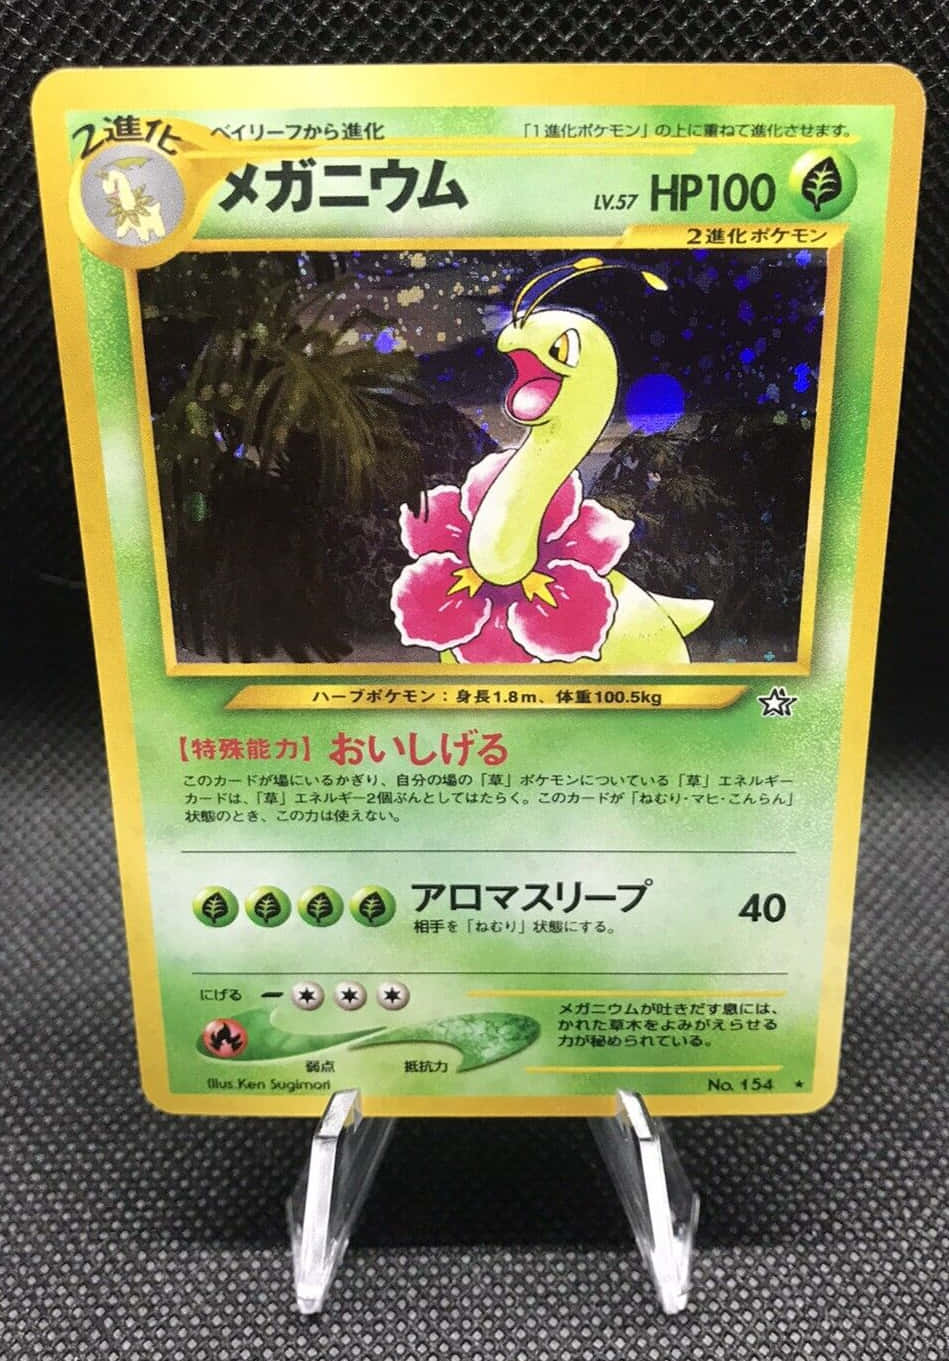 2進化
ベイリーフから進化
「1進化ポケモン」の上に重ねて進化させます。
メガニウム
LV.57 HP100
2進化ポケモン
ハーブポケモン：身長1.8m、体重100.5kg
【特殊能力】おいしげる
このカードが場にいるかぎり、自分の場の「草」ポケモンについている「草」エネルギー
カードは、「草」エネルギー2個ぶんとしてはたらく。このカードが「ねむり・マヒ・こんらん」
状態のとき、この力は使えない。
アロマスリープ 40
相手を「ねむり」状態にする。
にげる
弱点
抵抗力
メガニウムが吐きだす息には、
かれた草木をよみがえらせる
力が秘められている。
Illus. Ken Sugimori
No. 154 ★